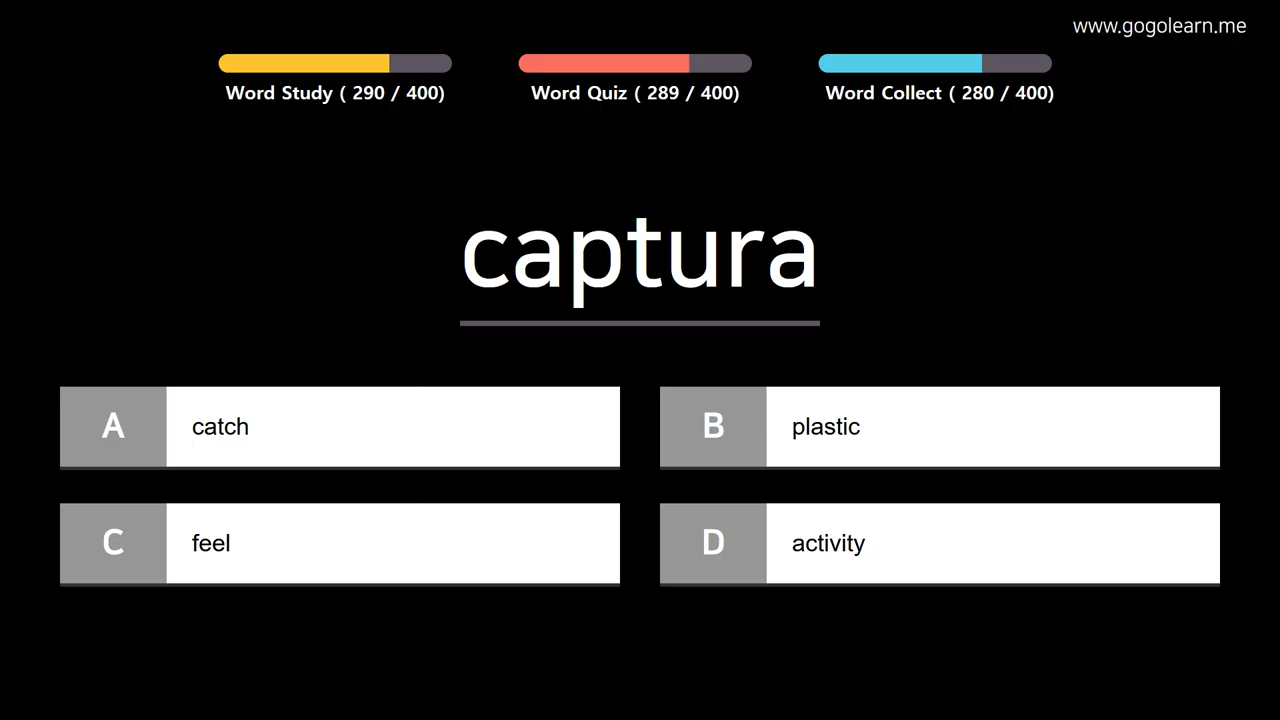 www.gogolearn.me
Word Study ( 290 / 400)
Word Quiz ( 289 / 400)
Word Collect ( 280 / 400)
captura
A catch
B plastic
C feel
D activity